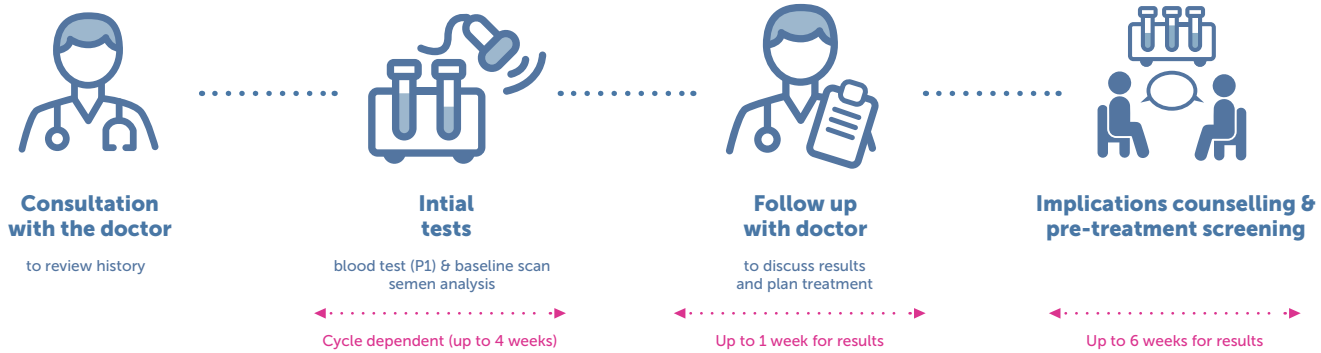 Consultation
with the doctor
to review history
Intial
tests
blood test (P1) & baseline scan
semen analysis
Cycle dependent (up to 4 weeks)
Follow up
with doctor
to discuss results
and plan treatment
Up to 1 week for results
Implications counselling &
pre-treatment screening
Up to 6 weeks for results